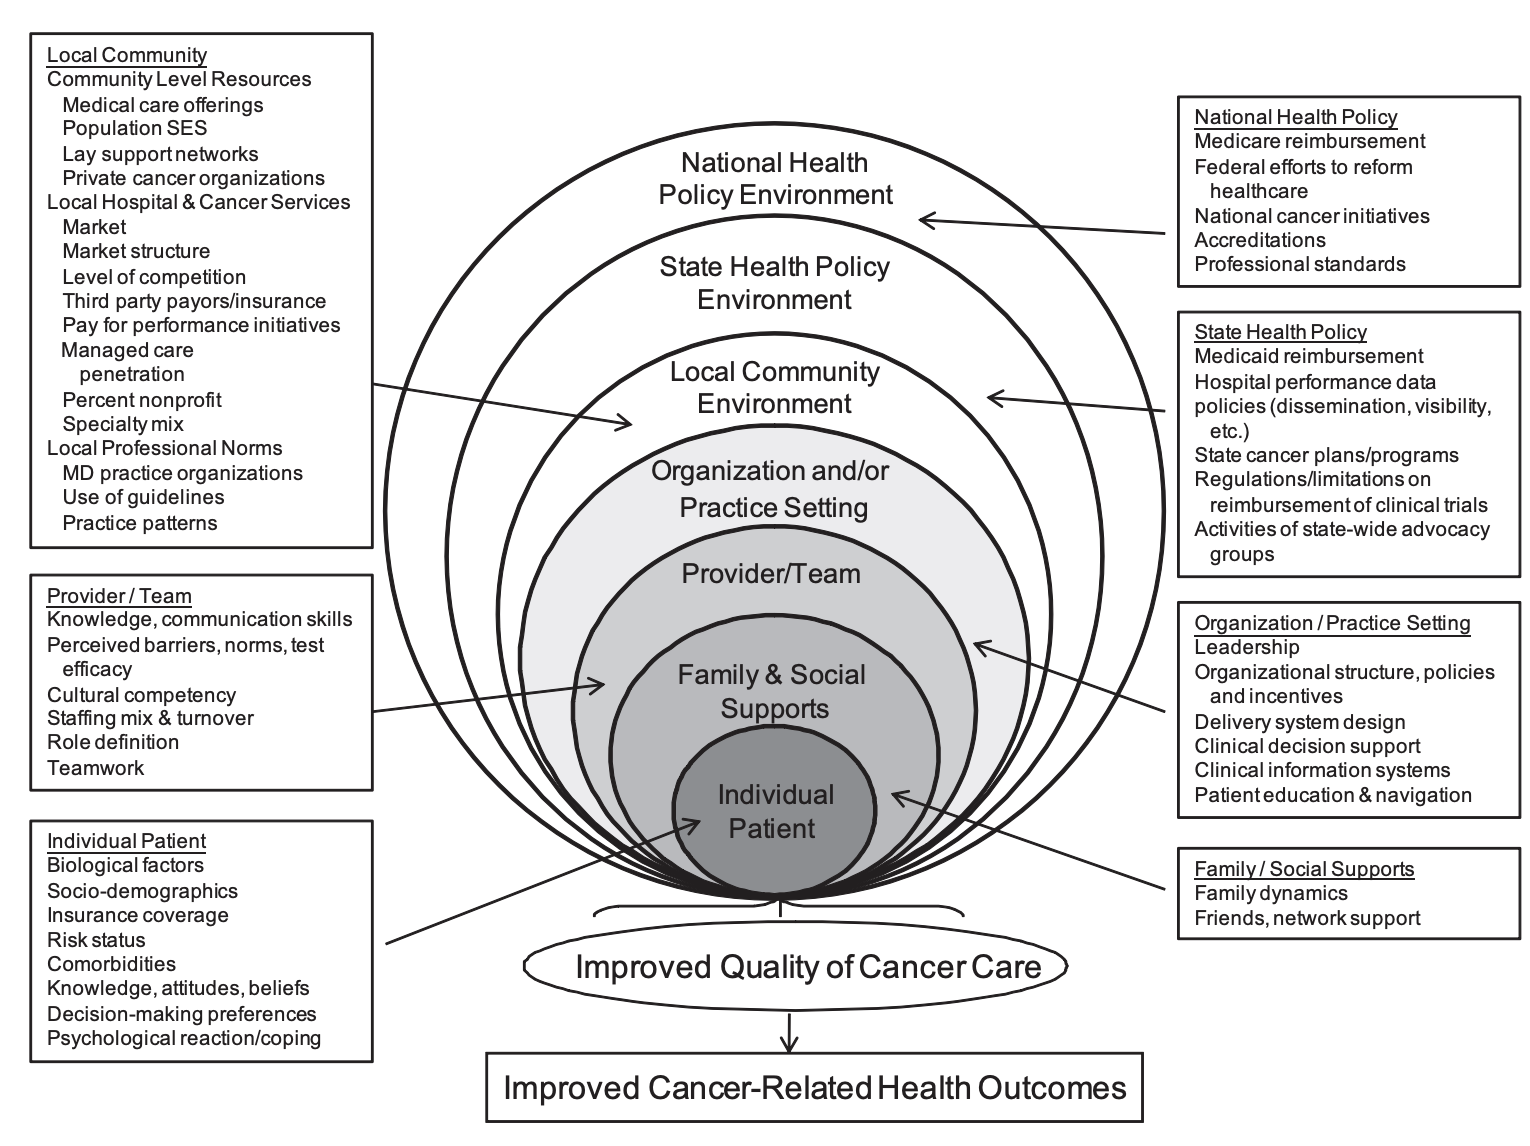 Local Community
Community Level Resources
Medical care offerings
Population SES
Lay support networks
Private cancer organizations
Local Hospital & Cancer Services
Market
Market structure
Level of competition
Third party payors/insurance
Pay for performance initiatives
Managed care
penetration
Percent nonprofit
Specialty mix
Local Professional Norms
MD practice organizations
Use of guidelines
Practice patterns
Provider / Team
Knowledge, communication skills
Perceived barriers, norms, test
efficacy
Cultural competency
Staffing mix & turnover
Role definition
Teamwork
Individual Patient
Biological factors
Socio-demographics
Insurance coverage
Risk status
Comorbidities
Knowledge, attitudes, beliefs
Decision-making preferences
Psychological reaction/coping
National Health
Policy Environment
State Health Policy
Environment
Local Community
Environment
Organization and/or
Practice Setting
Provider/Team
Family & Social
Supports
Individual
Patient
Improved Quality of Cancer Care
Improved Cancer-Related Health Outcomes
National Health Policy
Medicare reimbursement
Federal efforts to reform
healthcare
National cancer initiatives
Accreditations
Professional standards
State Health Policy
Medicaid reimbursement
Hospital performance data
policies (dissemination, visibility,
etc.)
State cancer plans/programs
Regulations/limitations on
reimbursement of clinical trials
Activities of state-wide advocacy
groups
Organization / Practice Setting
Leadership
Organizational structure, policies
and incentives
Delivery system design
Clinical decision support
Clinical information systems
Patient education & navigation
Family / Social Supports
Family dynamics
Friends, network support